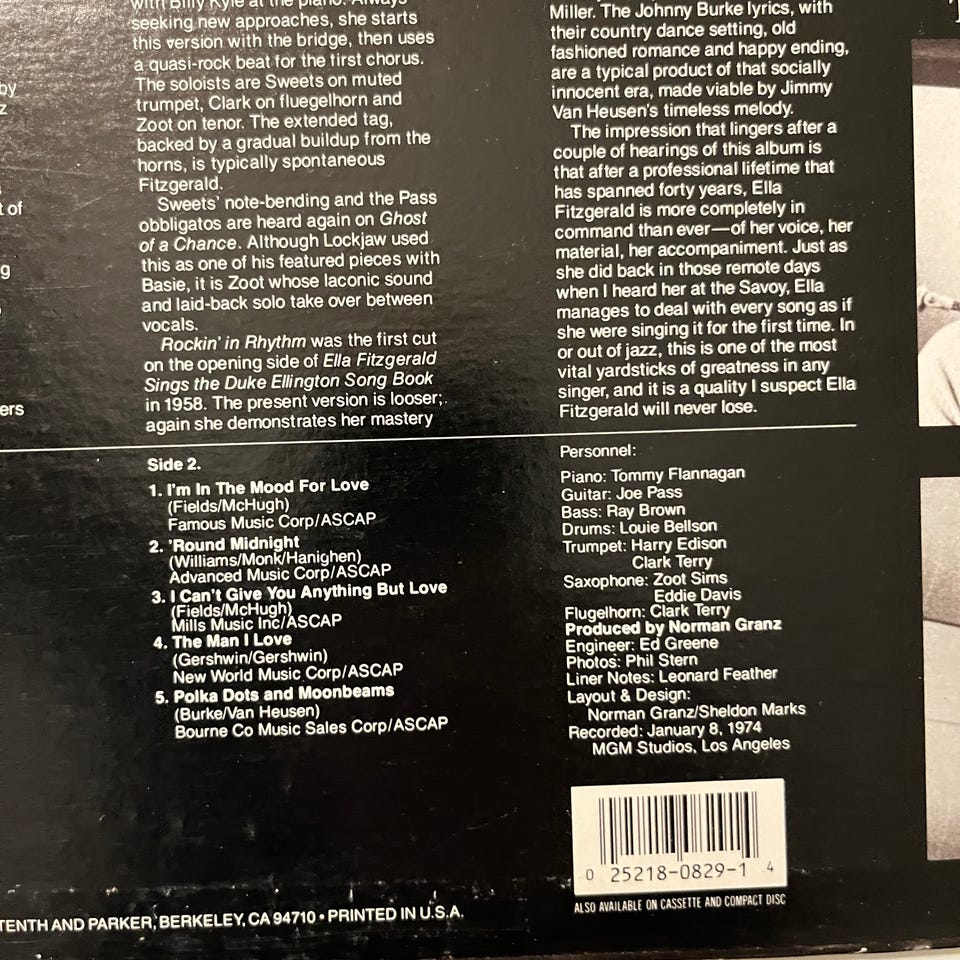 with Billy Kyle at the piano. Always
seeking new approaches, she starts
this version with the bridge, then uses
a quasi-rock beat for the first chorus.
The soloists are Sweets on muted
trumpet, Clark on fluegelhorn and
Zoot on tenor. The extended tag,
backed by a gradual buildup from the
horns, is typically spontaneous
Fitzgerald.
Sweets' note-bending and the Pass
obbligatos are heard again on Ghost
of a Chance. Although Lockjaw used
this as one of his featured pieces with
Basie, it is Zoot whose laconic sound
and laid-back solo take over between
vocals.
Rockin' in Rhythm was the first cut
on the opening side of Ella Fitzgerald
Sings the Duke Ellington Song Book
in 1958. The present version is looser;
again she demonstrates her mastery
Miller. The Johnny Burke lyrics, with
their country dance setting, old
fashioned romance and happy ending,
are a typical product of that socially
innocent era, made viable by Jimmy
Van Heusen's timeless melody.
The impression that lingers after a
couple of hearings of this album is
that after a professional lifetime that
has spanned forty years, Ella
Fitzgerald is more completely in
command than ever—of her voice, her
material, her accompaniment. Just as
she did back in those remote days
when I heard her at the Savoy, Ella
manages to deal with every song as if
she were singing it for the first time. In
or out of jazz, this is one of the most
vital yardsticks of greatness in any
singer, and it is a quality I suspect Ella
Fitzgerald will never lose.
by
z
t of
g
ers
Side 2.
1. I'm In The Mood For Love
(Fields/McHugh)
Famous Music Corp/ASCAP
2. 'Round Midnight
(Williams/Monk/Hanighen)
Advanced Music Corp/ASCAP
3. I Can't Give You Anything But Love
(Fields/McHugh)
Mills Music Inc/ASCAP
4. The Man I Love
(Gershwin/Gershwin)
New World Music Corp/ASCAP
5. Polka Dots and Moonbeams
(Burke/Van Heusen)
Bourne Co Music Sales Corp/ASCAP
Personnel:
Piano: Tommy Flannagan
Guitar: Joe Pass
Bass: Ray Brown
Drums: Louie Bellson
Trumpet: Harry Edison
Clark Terry
Saxophone: Zoot Sims
Eddie Davis
Flugelhorn: Clark Terry
Produced by Norman Granz
Engineer: Ed Greene
Photos: Phil Stern
Liner Notes: Leonard Feather
Layout & Design:
Norman Granz/Sheldon Marks
Recorded: January 8, 1974
MGM Studios, Los Angeles
0 25218-0829-1 4
ALSO AVAILABLE ON CASSETTE AND COMPACT DISC
TENTH AND PARKER, BERKELEY, CA 94710 • PRINTED IN U.S.A.